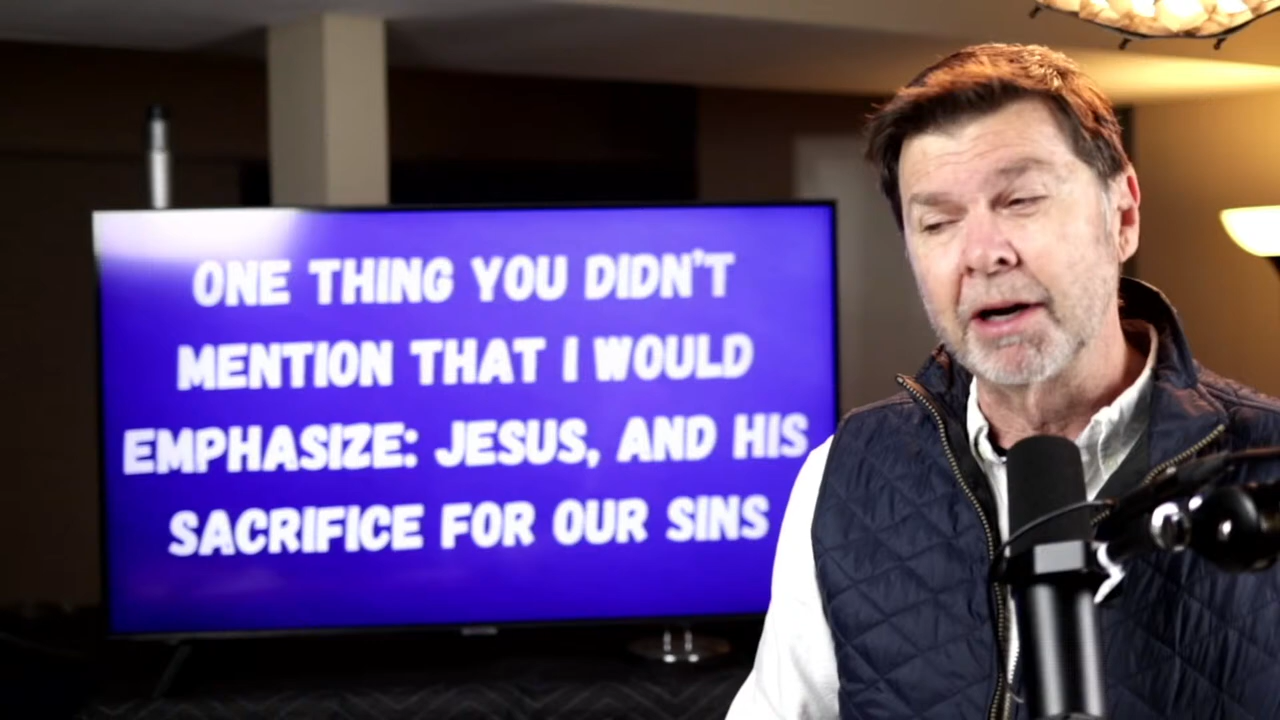 ONE THING YOU DIDN'T
MENTION THAT I WOULD
EMPHASIZE: JESUS, AND HIS
SACRIFICE FOR OUR SINS